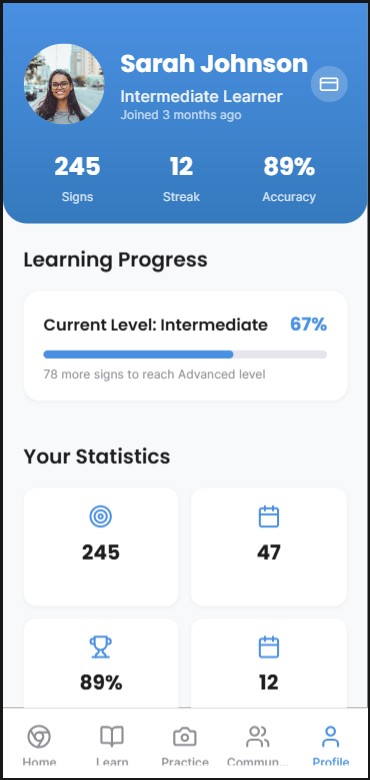 Sarah Johnson
Intermediate Learner
Joined 3 months ago
245 12 89%
Signs Streak Accuracy
Learning Progress
Current Level: Intermediate 67%
78 more signs to reach Advanced level
Your Statistics
245 47
89% 12
Home Learn Practice Commun... Profile